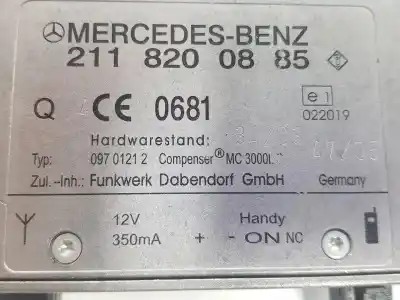 MERCEDES-BENZ
211 820 08 85
Q CE 0681 e1
022019
Hardwarestand:
Typ: 097 0121 2 Compenser® MC 3000
Zul.-Inh.: Funkwerk Dabendorf GmbH Germany
12V Handy
350mA + - ON NC